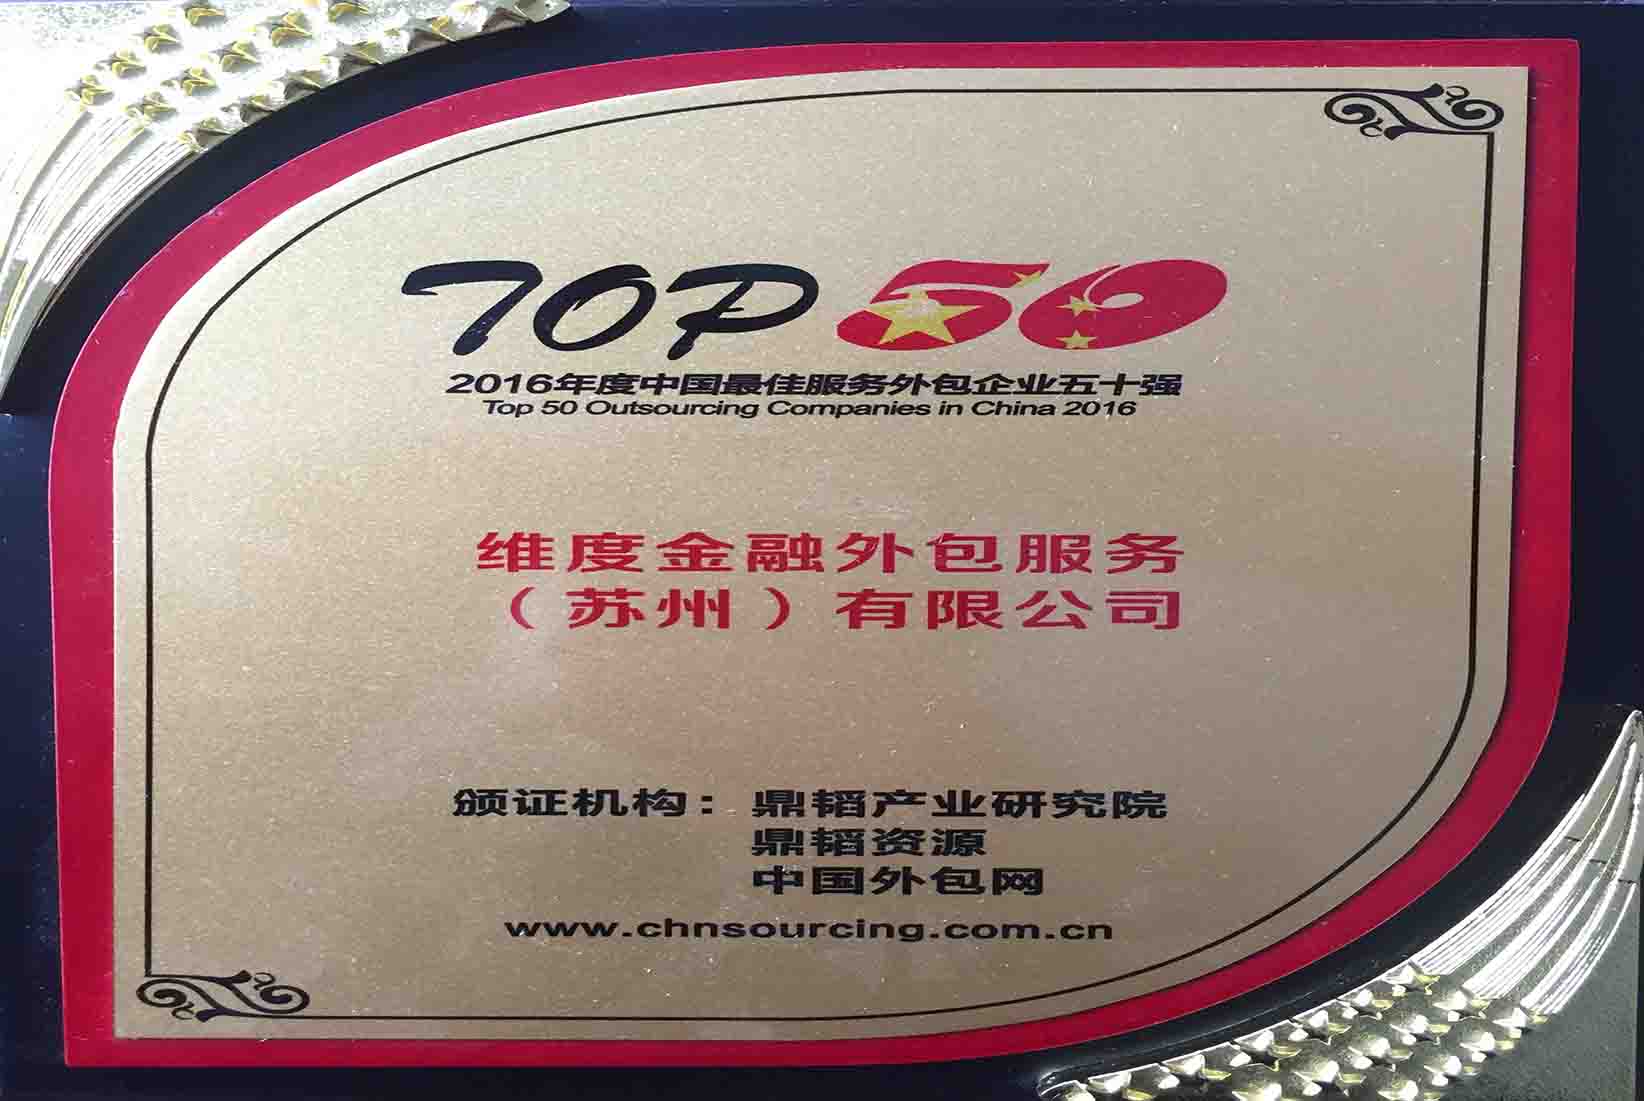 TOP 50
2016年度中国最佳服务外包企业五十强
Top 50 Outsourcing Companies in China 2016
维度金融外包服务
（苏州）有限公司
颁证机构：鼎韬产业研究院
鼎韬资源
中国外包网
www.chnsourcing.com.cn